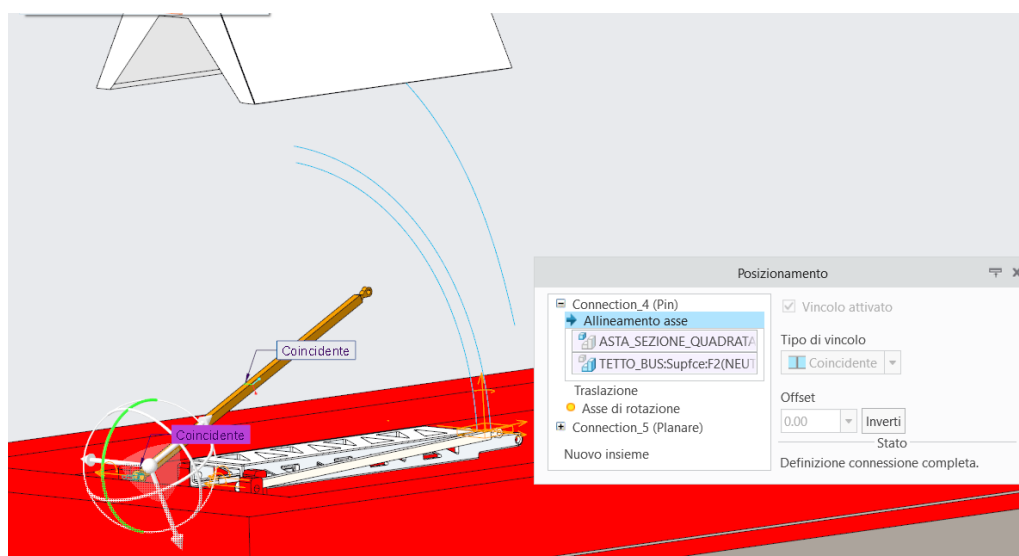 Posizionamento
Connection_4 (Pin)
Vincolo attivato
Allineamento asse
ASTA_SEZIONE_QUADRATA
Tipo di vincolo
TETTO_BUS:Supfce:F2(NEUT
Coincidente
Traslazione
Offset
Asse di rotazione
0.00
Inverti
Connection_5 (Planare)
Stato
Nuovo insieme
Definizione connessione completa.
Coincidente
Coincidente